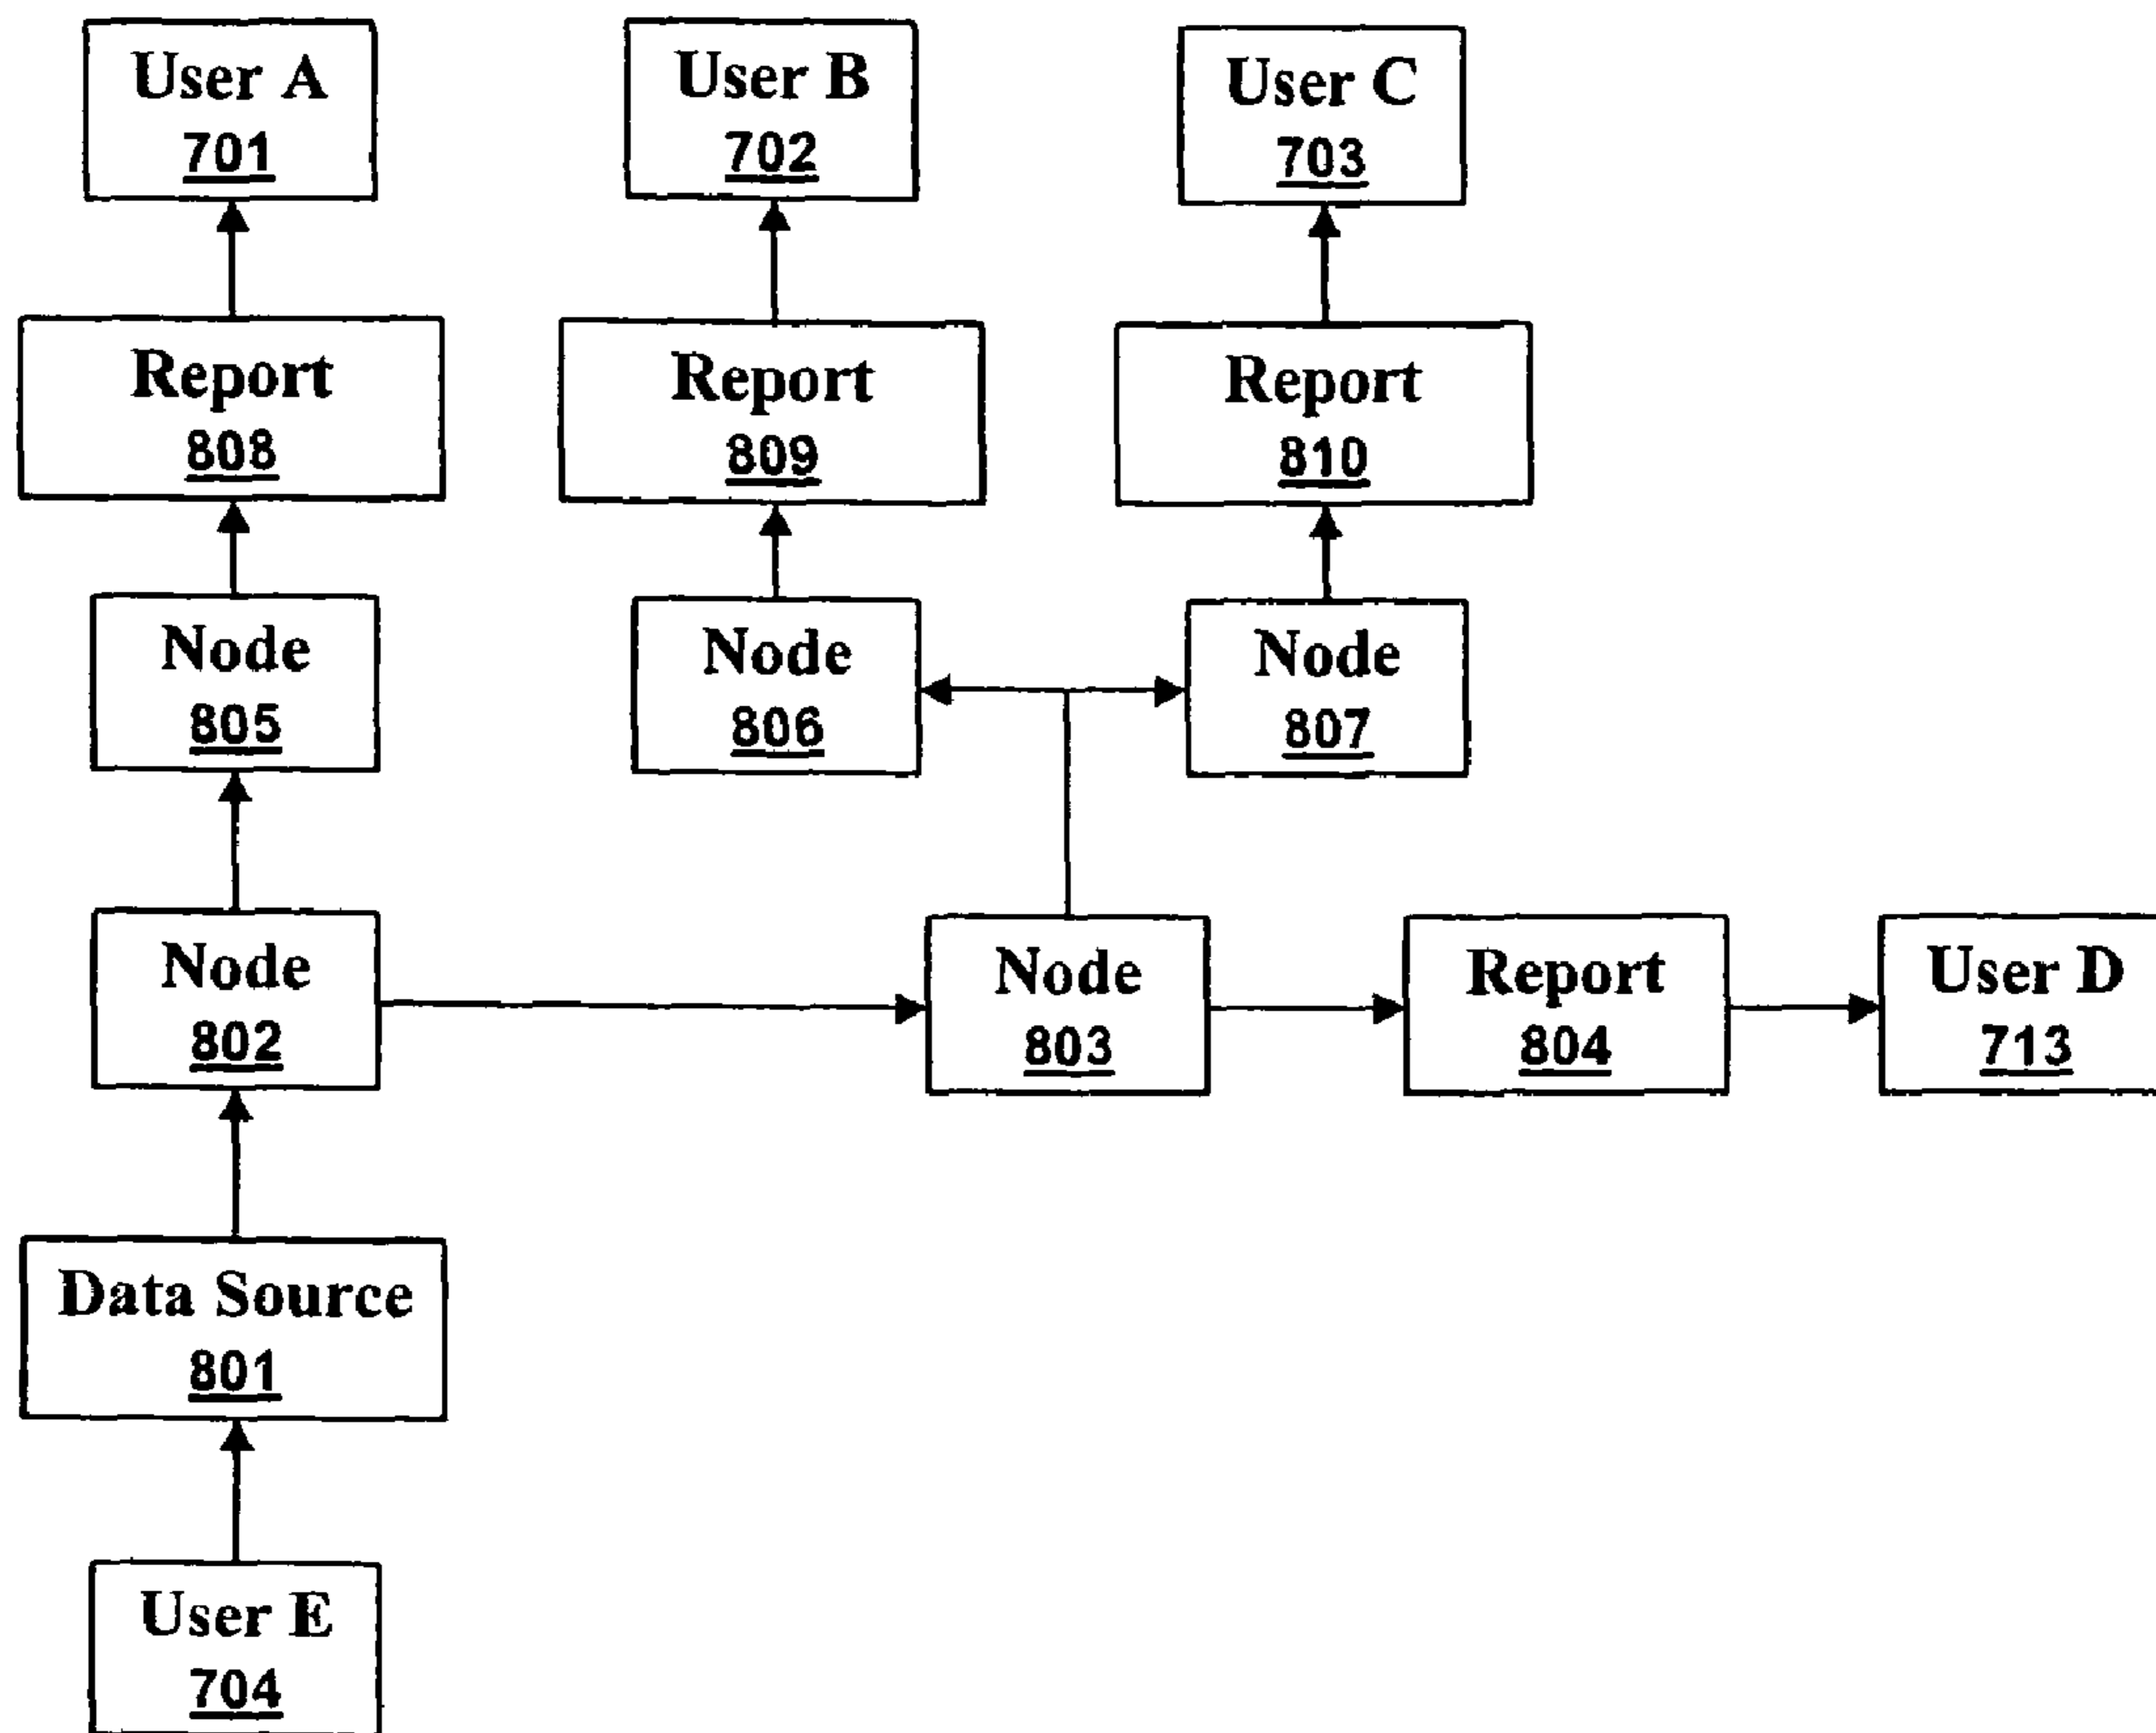 User A
701
User B
702
User C
703
Report
808
Report
809
Report
810
Node
805
Node
806
Node
807
Node
802
Node
803
Report
804
User D
713
Data Source
801
User E
704